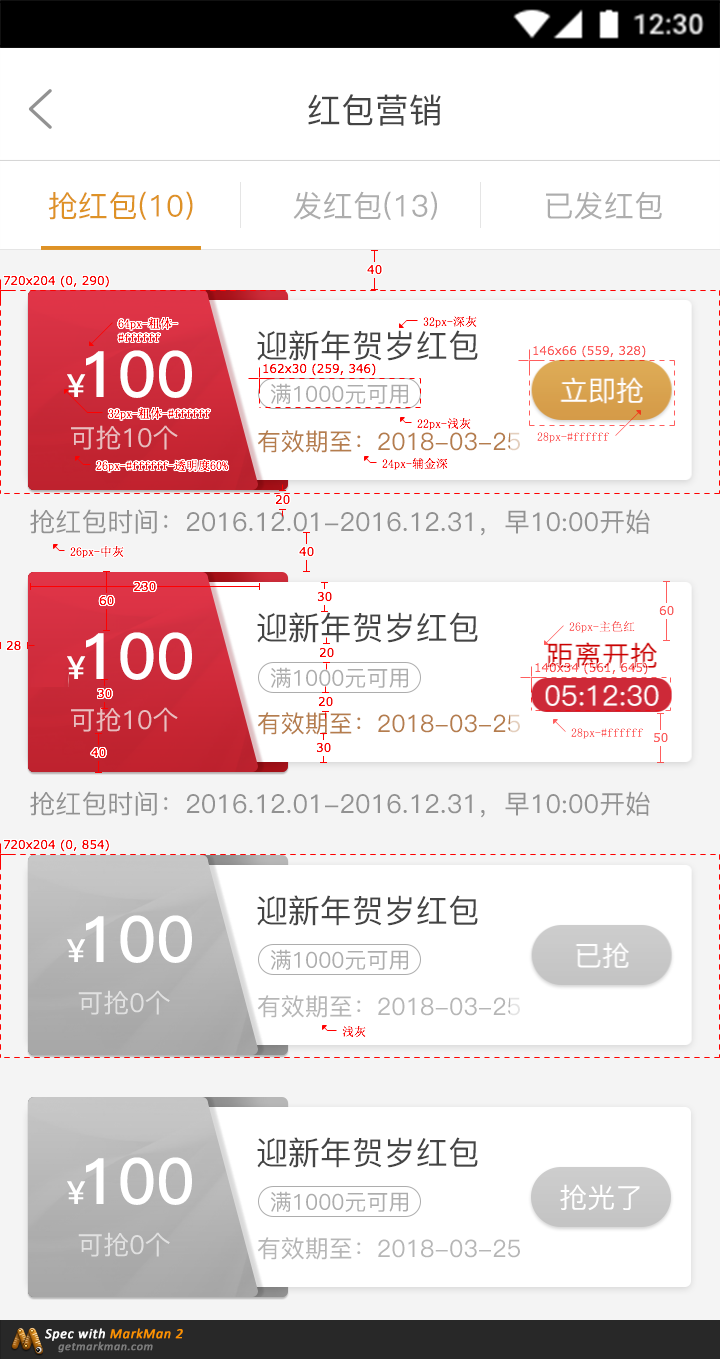 12:30
红包营销
抢红包(10)
发红包(13)
已发红包
40
720x204 (0, 290)
64px-粗体-
#ffffff
32px-深灰
迎新年贺岁红包
¥100
162x30 (259, 346)
146x66 (559, 328)
满1000元可用
立即抢
32px-粗体-#ffffff
22px-浅灰
可抢10个
有效期至：2018-03-25
28px-#ffffff
26px-#ffffff-透明度60%
24px-辅金深
20
抢红包时间：2016.12.01-2016.12.31，早10:00开始
26px-中灰
40
230
60
30
60
迎新年贺岁红包
26px-主色红
28
¥100
20
距离开抢
140x34 (561, 645)
满1000元可用
05:12:30
30
20
可抢10个
有效期至：2018-03-25
28px-#ffffff
50
40
30
抢红包时间：2016.12.01-2016.12.31，早10:00开始
720x204 (0, 854)
迎新年贺岁红包
¥100
满1000元可用
已抢
可抢0个
有效期至：2018-03-25
浅灰
迎新年贺岁红包
¥100
满1000元可用
抢光了
可抢0个
有效期至：2018-03-25
Spec with MarkMan 2
getmarkman.com